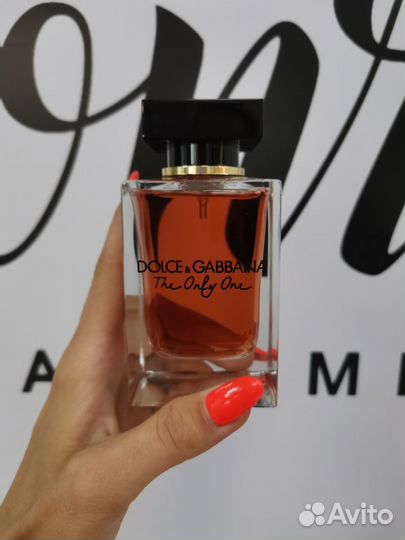 DOLCE & GABBANA
The Only One
A M
Avito